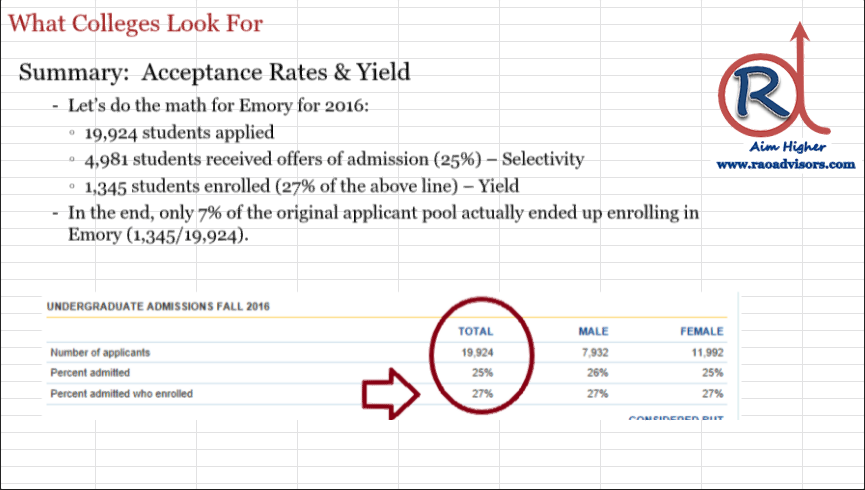 What Colleges Look For
Summary: Acceptance Rates & Yield
- Let's do the math for Emory for 2016:
◦ 19,924 students applied
◦ 4,981 students received offers of admission (25%) – Selectivity
◦ 1,345 students enrolled (27% of the above line) – Yield
- In the end, only 7% of the original applicant pool actually ended up enrolling in
Emory (1,345/19,924).
R
Aim Higher
www.raoadvisors.com
UNDERGRADUATE ADMISSIONS FALL 2016
TOTAL MALE FEMALE
Number of applicants 19,924 7,932 11,992
Percent admitted 25% 26% 25%
Percent admitted who enrolled 27% 27% 27%
CONSIDERED BUT